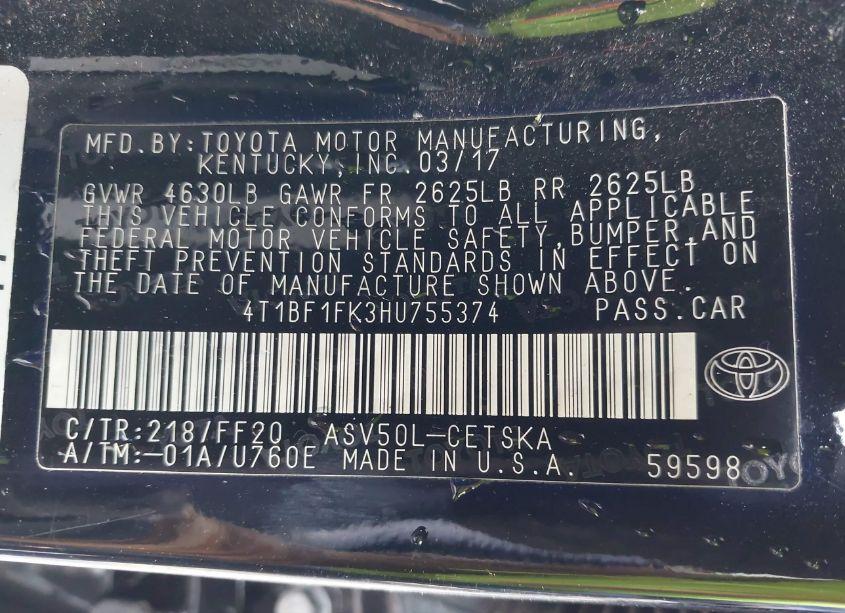 MFD.BY:TOYOTA MOTOR MANUFACTURING,
KENTUCKY,INC.03/17
GVWR 4630LB GAWR FR 2625LB RR 2625LB
THIS VEHICLE CONFORMS TO ALL APPLICABLE
FEDERAL MOTOR VEHICLE SAFETY,BUMPER,AND
THEFT PREVENTION STANDARDS IN EFFECT ON
THE DATE OF MANUFACTURE SHOWN ABOVE.
4T1BF1FK3HU755374 PASS.CAR
C/TR:218/FF20 ASV50L-CETSKA
A/TM:-01A/U760E MADE IN U.S.A. 59598